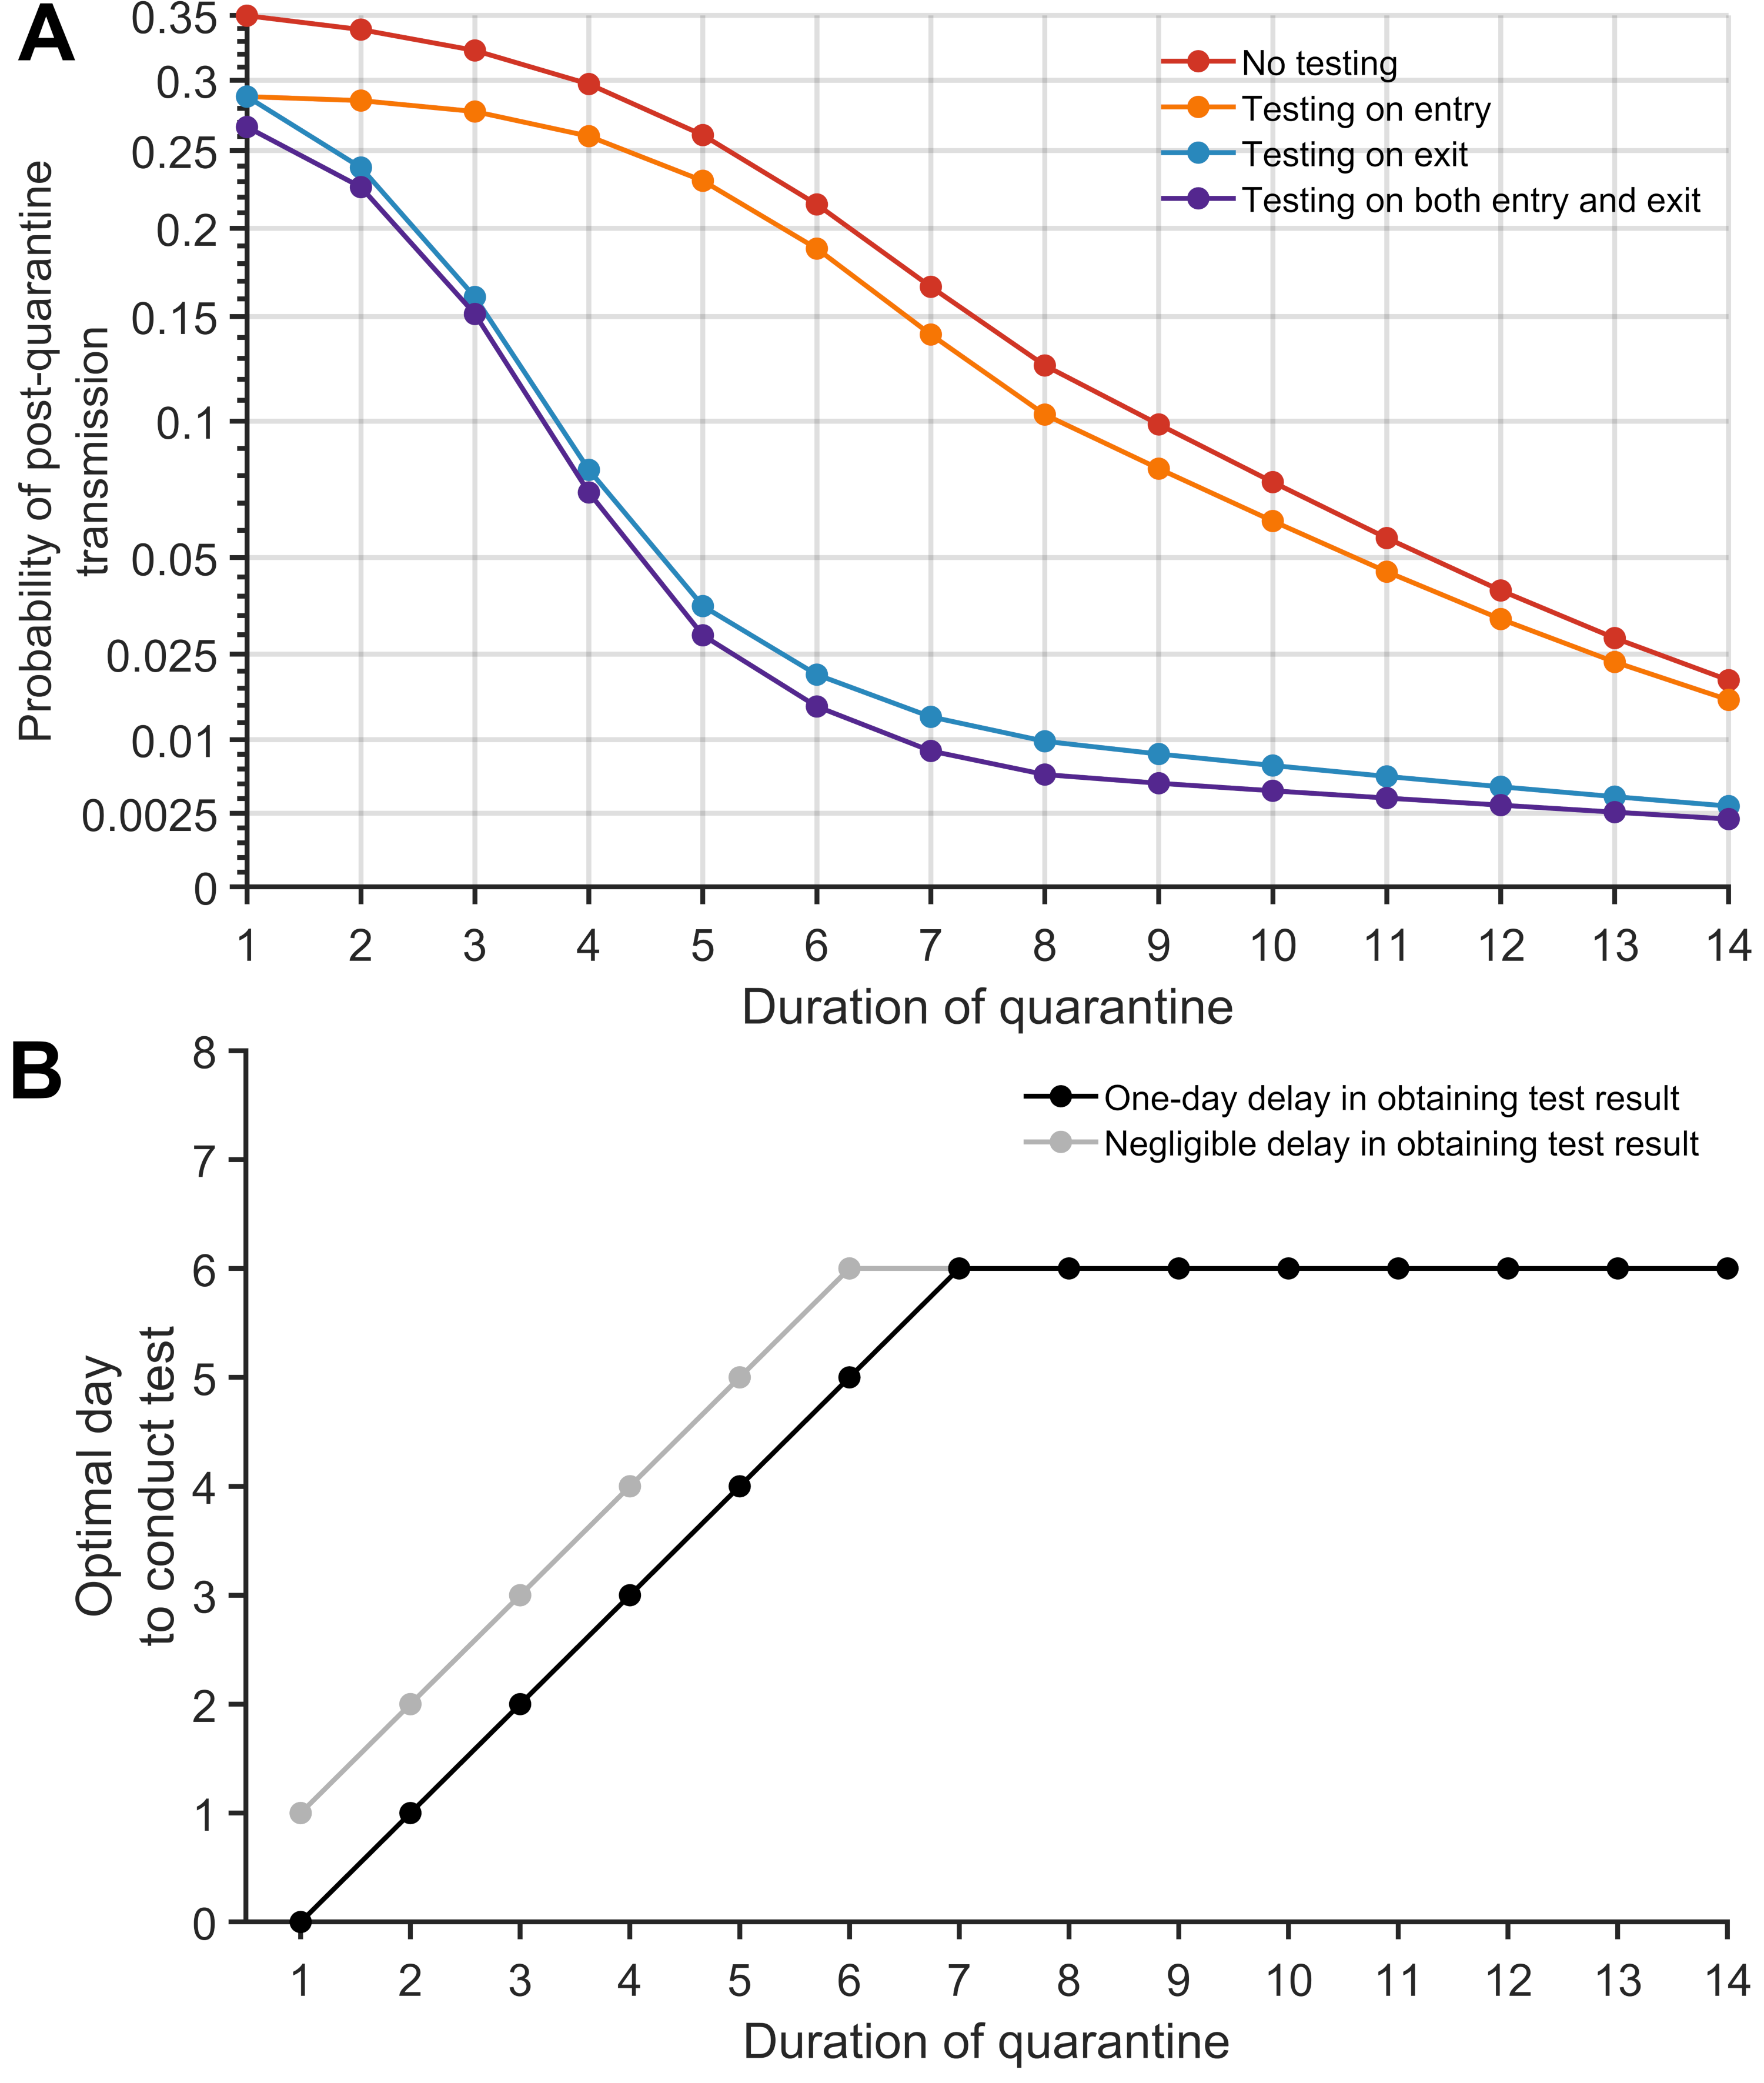 A
0.35
0.3
0.25
0.2
0.15
0.1
0.05
0.025
0.01
0.0025
0
Probability of post-quarantine
transmission
No testing
Testing on entry
Testing on exit
Testing on both entry and exit
1 2 3 4 5 6 7 8 9 10 11 12 13 14
Duration of quarantine
B
8
7
6
5
4
3
2
1
0
Optimal day
to conduct test
One-day delay in obtaining test result
Negligible delay in obtaining test result
1 2 3 4 5 6 7 8 9 10 11 12 13 14
Duration of quarantine